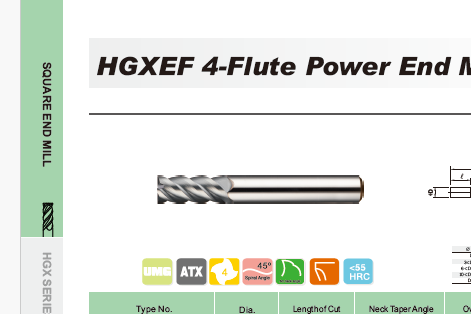 HGXEF 4-Flute Power End M
SQUARE END MILL
HGX SERIE
ℓ
UMG
ATX
4
45°
Spiral Angle
<55
HRC
Type No.
Dia.
Length of Cut
Neck Taper Angle
Ov